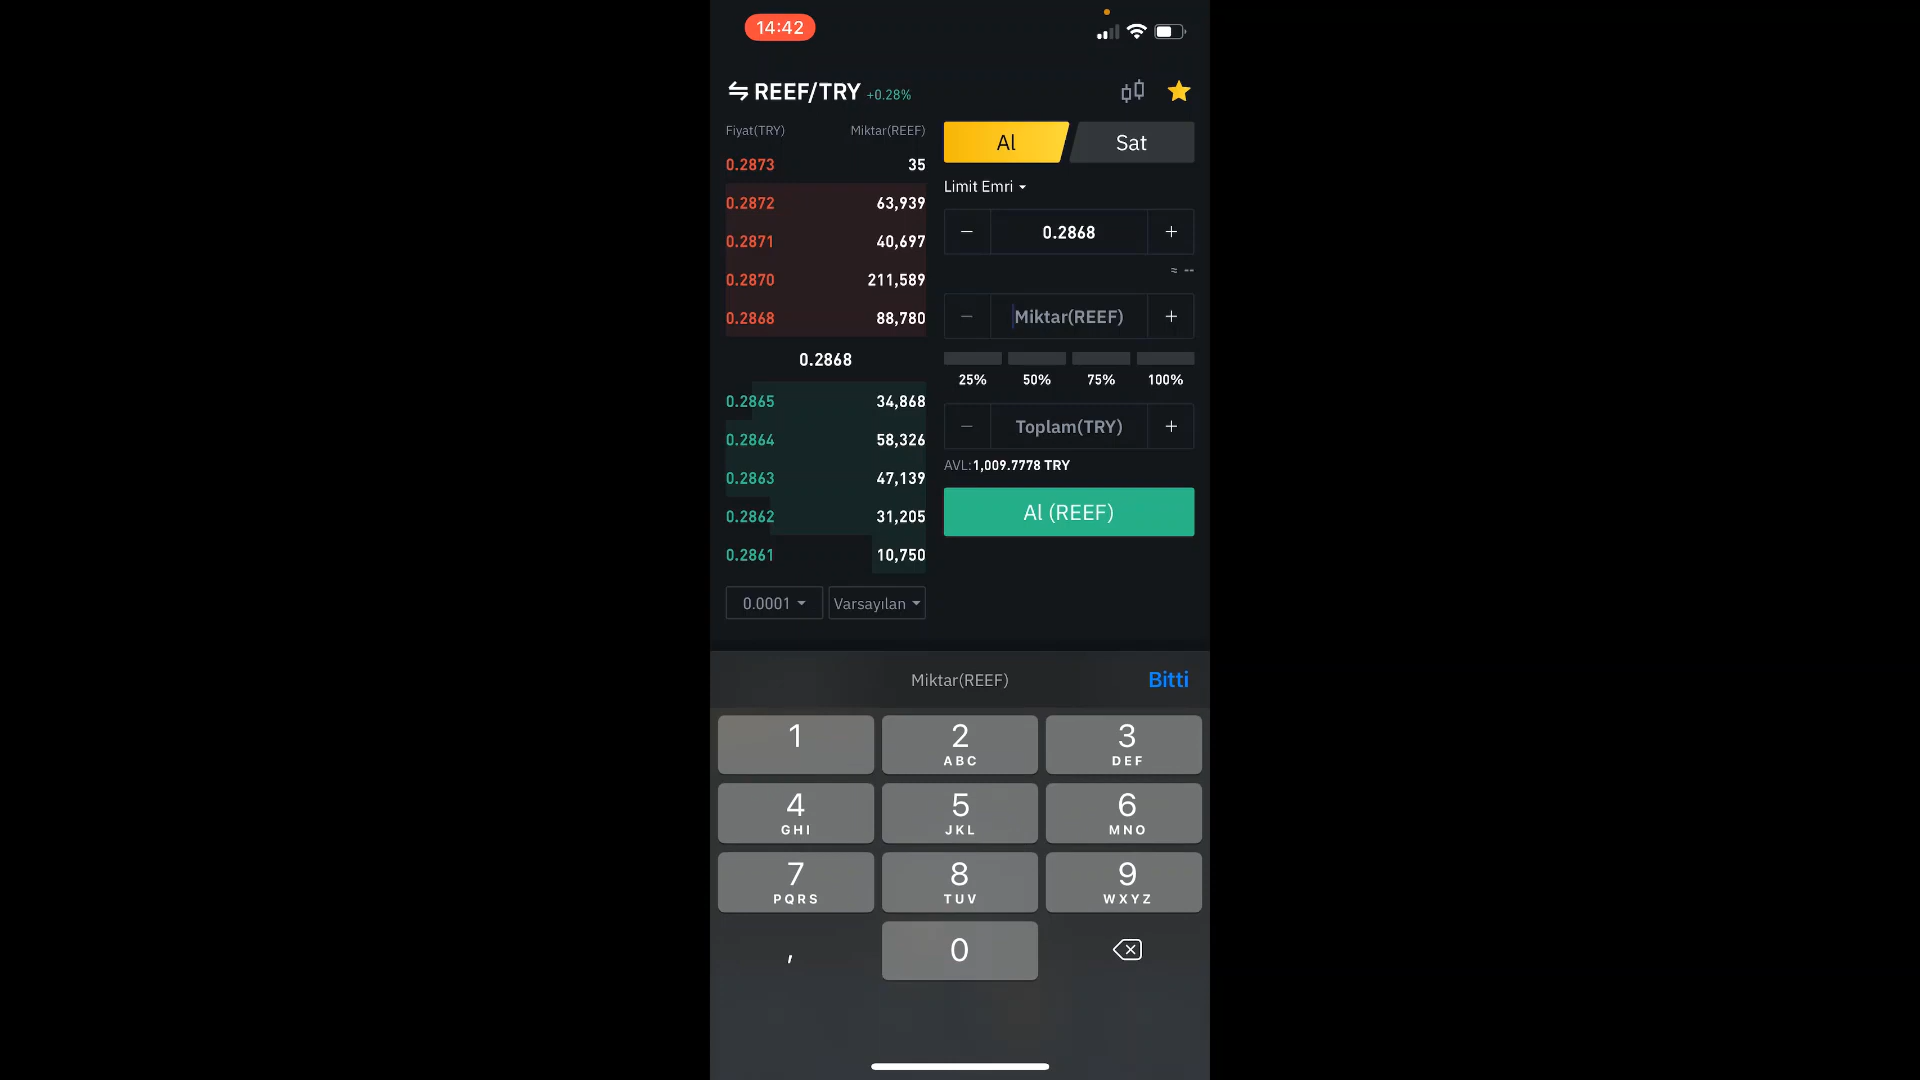 14:42
REEF/TRY +0.28%
Fiyat(TRY) Miktar(REEF)
0.2873 35
0.2872 63,939
0.2871 40,697
0.2870 211,589
0.2868 88,780
0.2868
0.2865 34,868
0.2864 58,326
0.2863 47,139
0.2862 31,205
0.2861 10,750
0.0001 Varsayılan
Al Sat
Limit Emri
− 0.2868 +
≈ --
− Miktar(REEF) +
25% 50% 75% 100%
− Toplam(TRY) +
AVL:1,009.7778 TRY
Al (REEF)
Miktar(REEF) Bitti
1 2 3
ABC DEF
4 5 6
GHI JKL MNO
7 8 9
PQRS TUV WXYZ
, 0